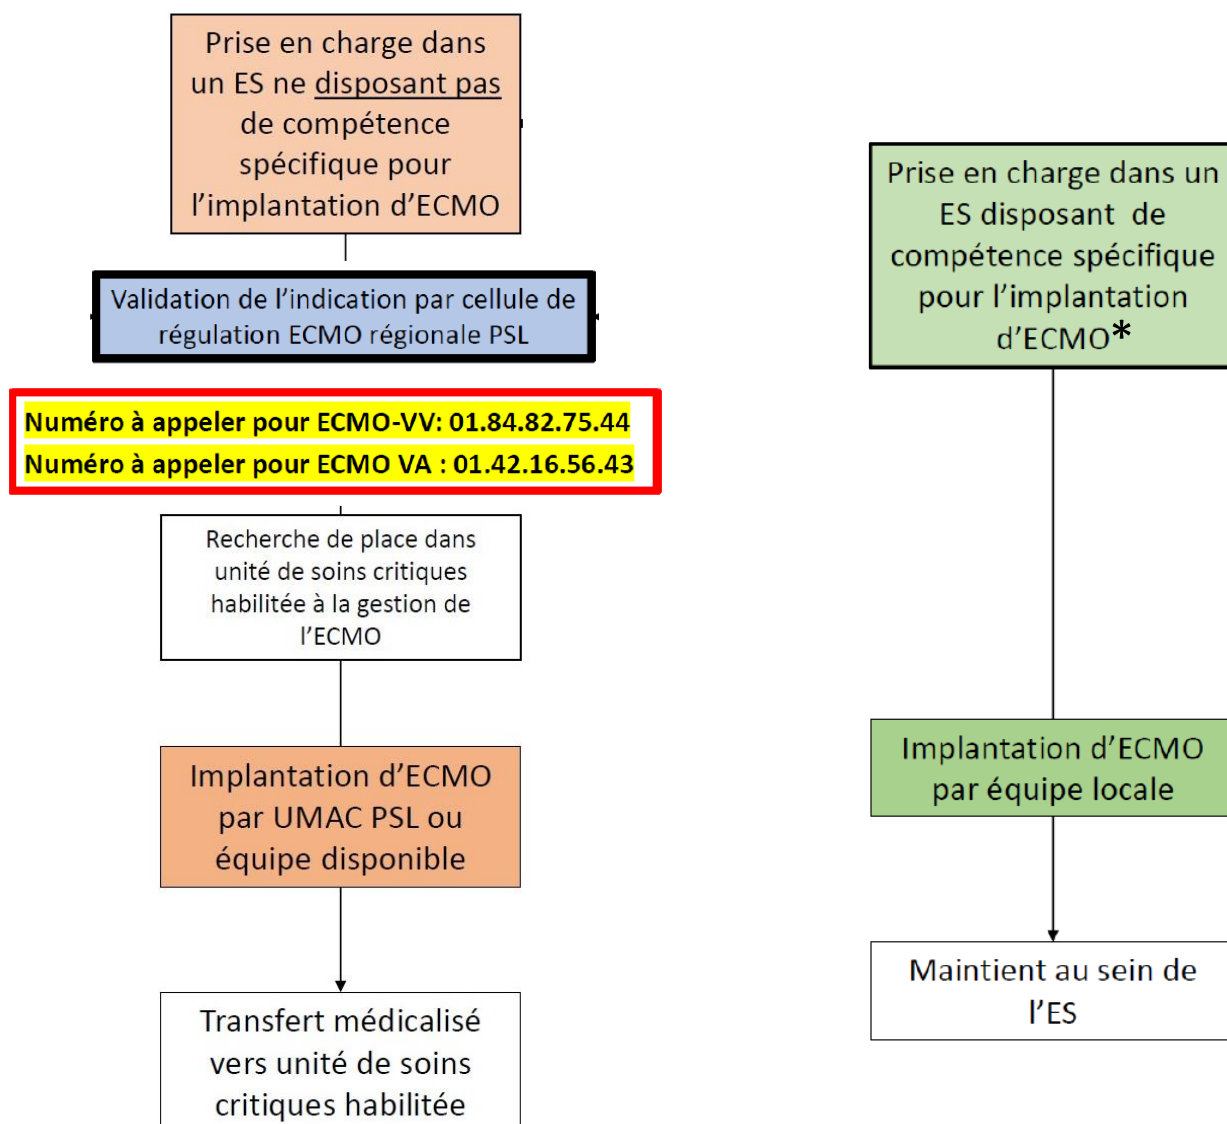 Prise en charge dans
un ES ne disposant pas
de compétence
spécifique pour
l'implantation d'ECMO
Validation de l'indication par cellule de
régulation ECMO régionale PSL
Numéro à appeler pour ECMO-VV: 01.84.82.75.44
Numéro à appeler pour ECMO VA : 01.42.16.56.43
Recherche de place dans
unité de soins critiques
habilitée à la gestion de
l'ECMO
Implantation d'ECMO
par UMAC PSL ou
équipe disponible
Transfert médicalisé
vers unité de soins
critiques habilitée
Prise en charge dans un
ES disposant de
compétence spécifique
pour l'implantation
d'ECMO*
Implantation d'ECMO
par équipe locale
Maintient au sein de
l'ES